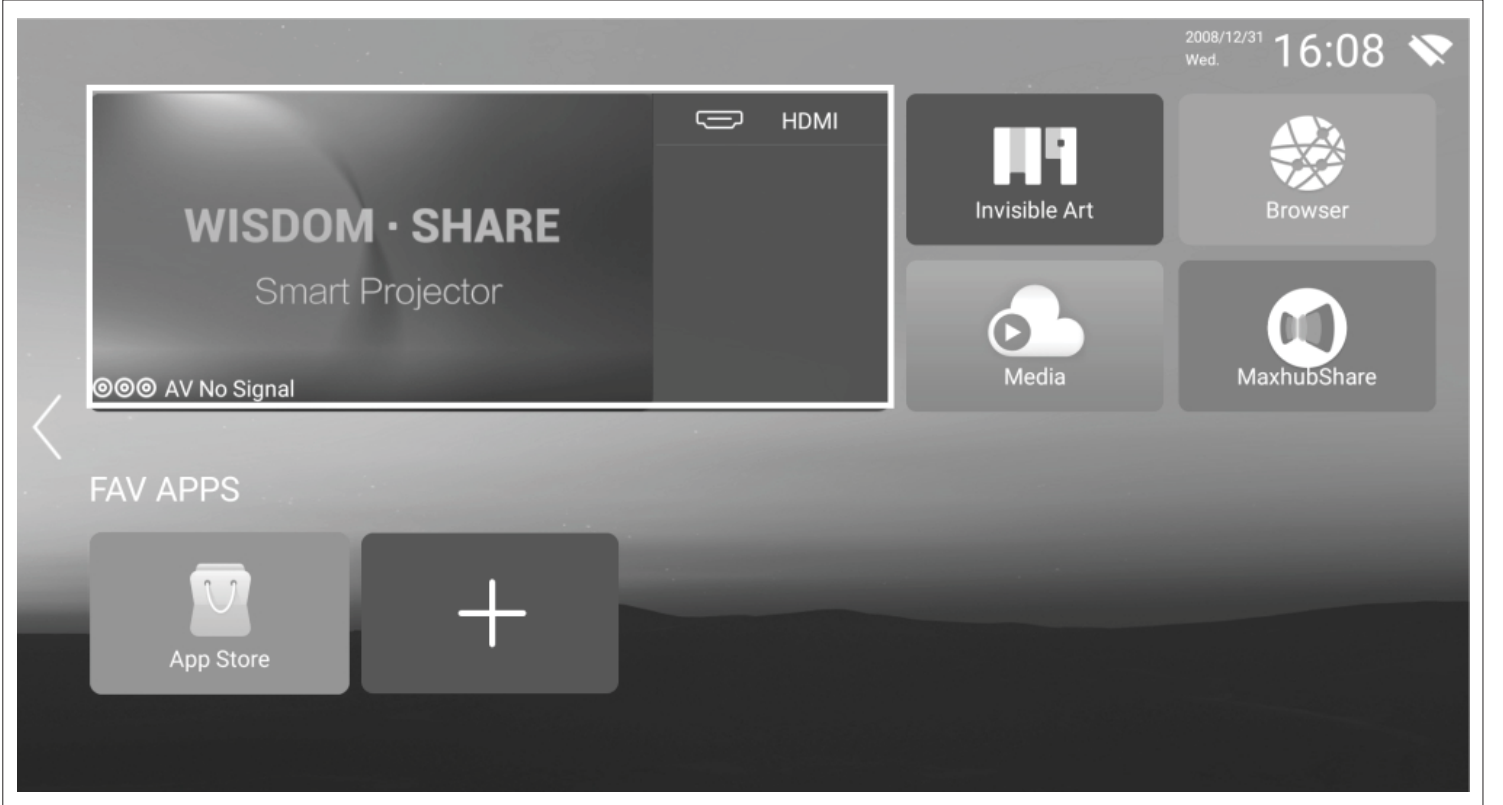 2008/12/31
Wed.
16:08
HDMI
WISDOM · SHARE
Smart Projector
AV No Signal
Invisible Art
Browser
Media
MaxhubShare
FAV APPS
App Store